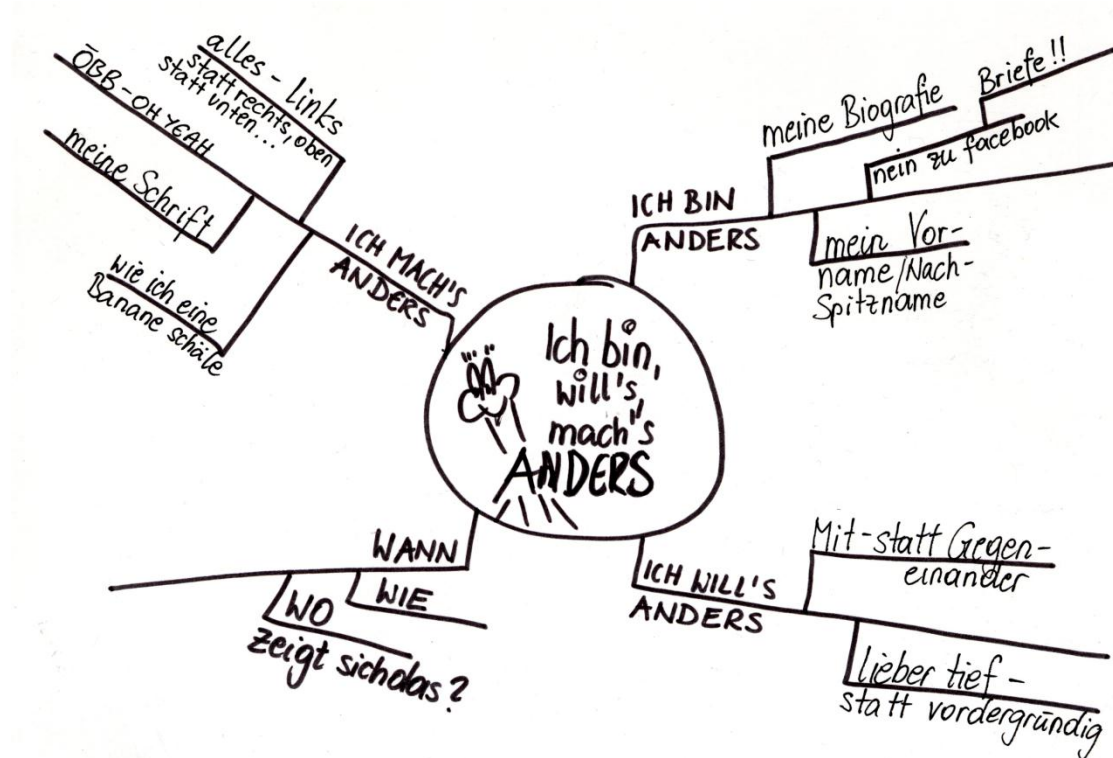 Ich bin,
will's,
mach's
ANDERS
ICH BIN
ANDERS
meine Biografie
nein zu facebook
Briefe!!
mein Vor-
name/Nach-
Spitzname
ICH WILL'S
ANDERS
Mit-statt Gegen-
einander
lieber tief -
statt vordergründig
WANN
WIE
WO
zeigt sich das?
ICH MACH'S
ANDERS
alles - Links
statt rechts, oben
statt unten...
ÖBB - OH YEAH
meine Schrift
wie ich eine
Banane schäle